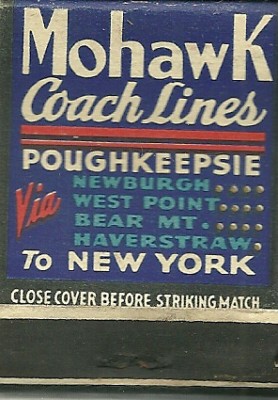 MohawK
Coach Lines
POUGHKEEPSIE
Via
NEWBURGH....
WEST POINT....
BEAR MT.....
HAVERSTRAW.
To NEW YORK
CLOSE COVER BEFORE STRIKING MATCH